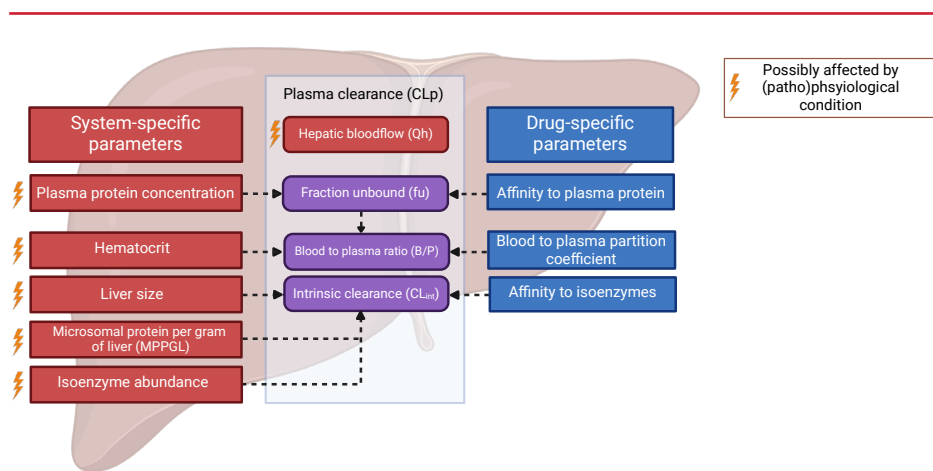 Possibly affected by
(patho)phsyiological
condition
Plasma clearance (CLp)
System-specific
parameters
Hepatic bloodflow (Qh)
Drug-specific
parameters
Plasma protein concentration
Fraction unbound (fu)
Affinity to plasma protein
Hematocrit
Blood to plasma ratio (B/P)
Blood to plasma partition
coefficient
Liver size
Intrinsic clearance (CLint)
Affinity to isoenzymes
Microsomal protein per gram
of liver (MPPGL)
Isoenzyme abundance